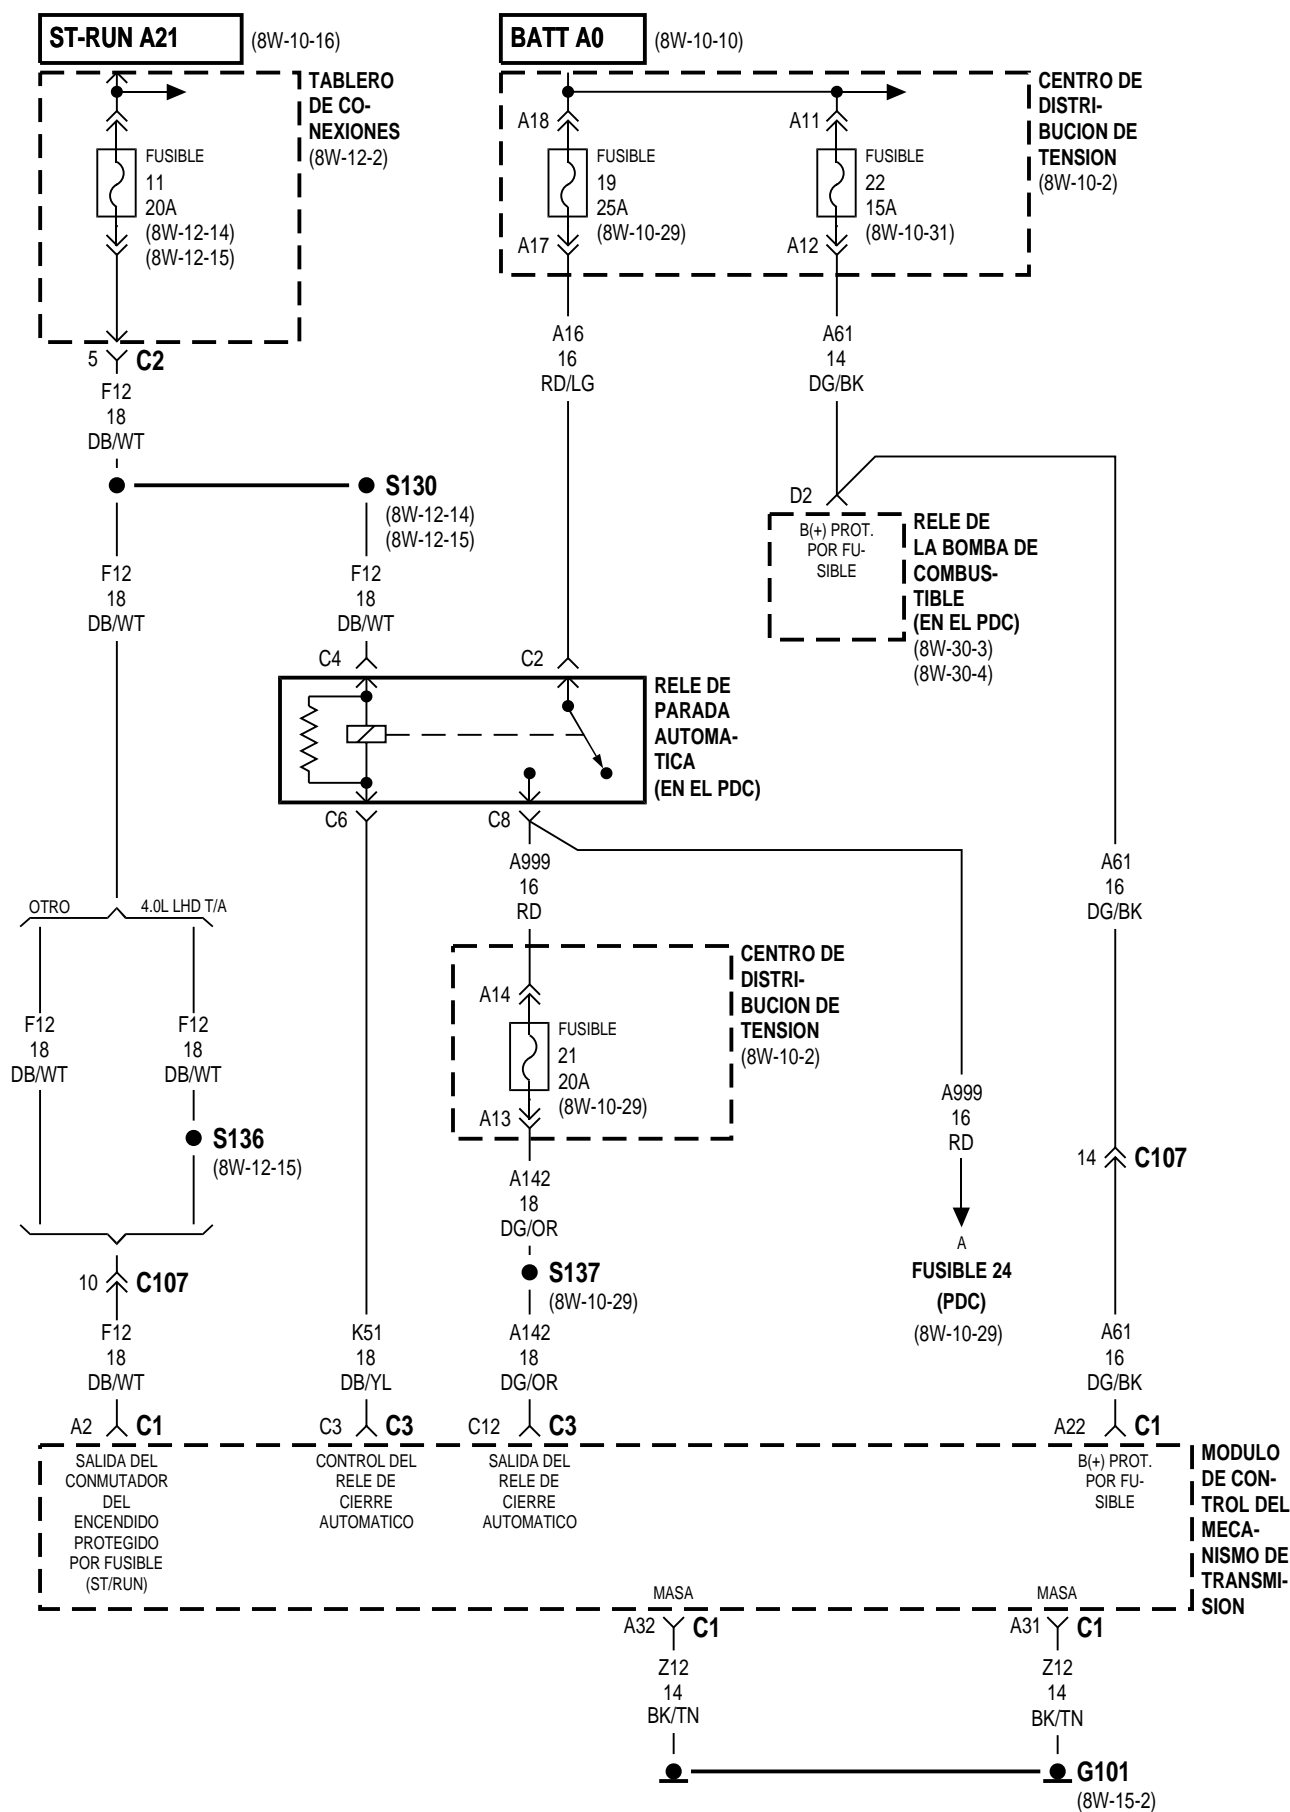 ST-RUN A21
(8W-10-16)
BATT A0
(8W-10-10)
TABLERO
DE CO-
NEXIONES
(8W-12-2)
FUSIBLE
11
20A
(8W-12-14)
(8W-12-15)
CENTRO DE
DISTRI-
BUCION DE
TENSION
(8W-10-2)
A18
FUSIBLE
19
25A
(8W-10-29)
A17
A11
FUSIBLE
22
15A
(8W-10-31)
A12
5
C2
F12
18
DB/WT
A16
16
RD/LG
A61
14
DG/BK
S130
(8W-12-14)
(8W-12-15)
D2
B(+) PROT.
POR FU-
SIBLE
RELE DE
LA BOMBA DE
COMBUS-
TIBLE
(EN EL PDC)
(8W-30-3)
(8W-30-4)
F12
18
DB/WT
F12
18
DB/WT
C4
C2
RELE DE
PARADA
AUTOMA-
TICA
(EN EL PDC)
C6
C8
A999
16
RD
A61
16
DG/BK
OTRO
4.0L LHD T/A
F12
18
DB/WT
F12
18
DB/WT
S136
(8W-12-15)
CENTRO DE
DISTRI-
BUCION DE
TENSION
(8W-10-2)
A14
FUSIBLE
21
20A
(8W-10-29)
A13
A999
16
RD
A
FUSIBLE 24
(PDC)
(8W-10-29)
14
C107
A142
18
DG/OR
S137
(8W-10-29)
10
C107
F12
18
DB/WT
K51
18
DB/YL
A142
18
DG/OR
A61
16
DG/BK
A2
C1
C3
C3
C12
C3
A22
C1
SALIDA DEL
CONMUTADOR
DEL
ENCENDIDO
PROTEGIDO
POR FUSIBLE
(ST/RUN)
CONTROL DEL
RELE DE
CIERRE
AUTOMATICO
SALIDA DEL
RELE DE
CIERRE
AUTOMATICO
B(+) PROT.
POR FU-
SIBLE
MODULO
DE CON-
TROL DEL
MECA-
NISMO DE
TRANSMI-
SION
MASA
MASA
A32
C1
A31
C1
Z12
14
BK/TN
Z12
14
BK/TN
G101
(8W-15-2)